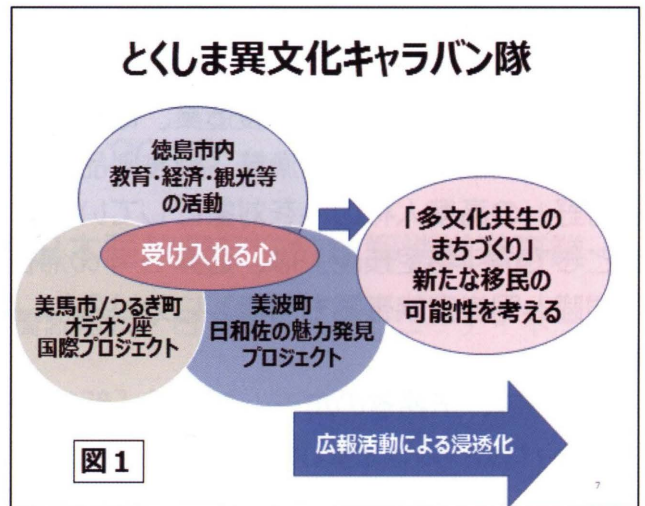 とくしま異文化キャラバン隊
徳島市内
教育・経済・観光等
の活動
受け入れる心
美馬市/つるぎ町
オデオン座
国際プロジェクト
美波町
日和佐の魅力発見
プロジェクト
「多文化共生の
まちづくり」
新たな移民の
可能性を考える
広報活動による浸透化
図1
7